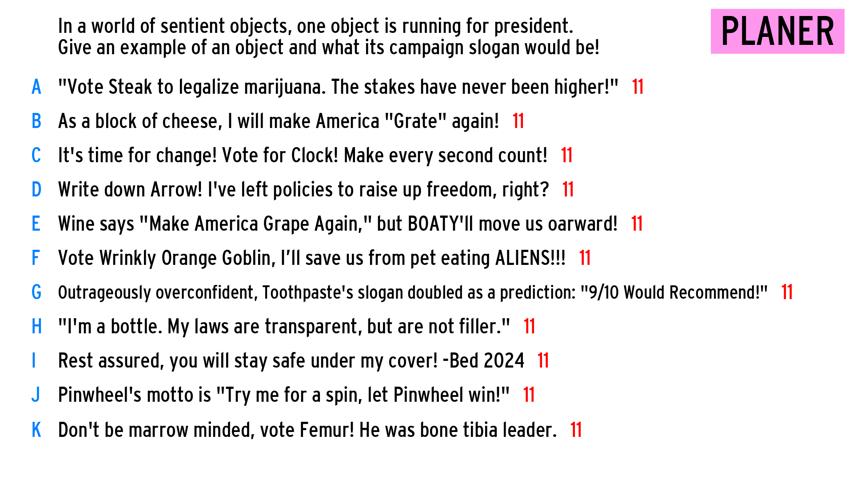 In a world of sentient objects, one object is running for president.
Give an example of an object and what its campaign slogan would be!
PLANER
A "Vote Steak to legalize marijuana. The stakes have never been higher!" 11
B As a block of cheese, I will make America "Grate" again! 11
C It's time for change! Vote for Clock! Make every second count! 11
D Write down Arrow! I've left policies to raise up freedom, right? 11
E Wine says "Make America Grape Again," but BOATY'll move us oarward! 11
F Vote Wrinkly Orange Goblin, I’ll save us from pet eating ALIENS!!! 11
G Outrageously overconfident, Toothpaste's slogan doubled as a prediction: "9/10 Would Recommend!" 11
H "I'm a bottle. My laws are transparent, but are not filler." 11
I Rest assured, you will stay safe under my cover! -Bed 2024 11
J Pinwheel's motto is "Try me for a spin, let Pinwheel win!" 11
K Don't be marrow minded, vote Femur! He was bone tibia leader. 11